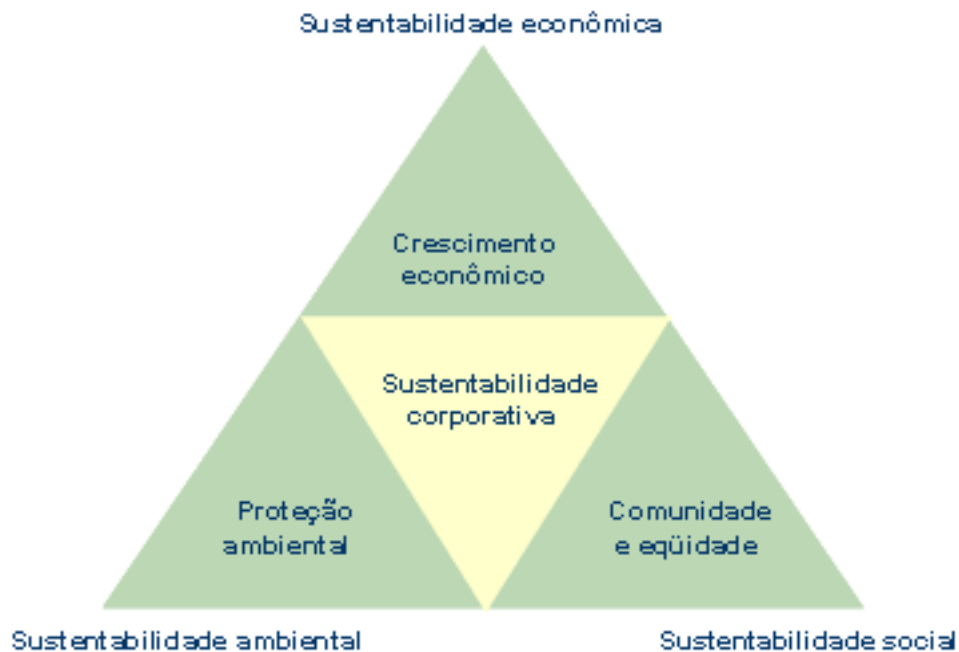 Sustentabilidade econômica
Crescimento
econômico
Sustentabilidade
corporativa
Proteção
ambiental
Comunidade
e eqüidade
Sustentabilidade ambiental
Sustentabilidade social